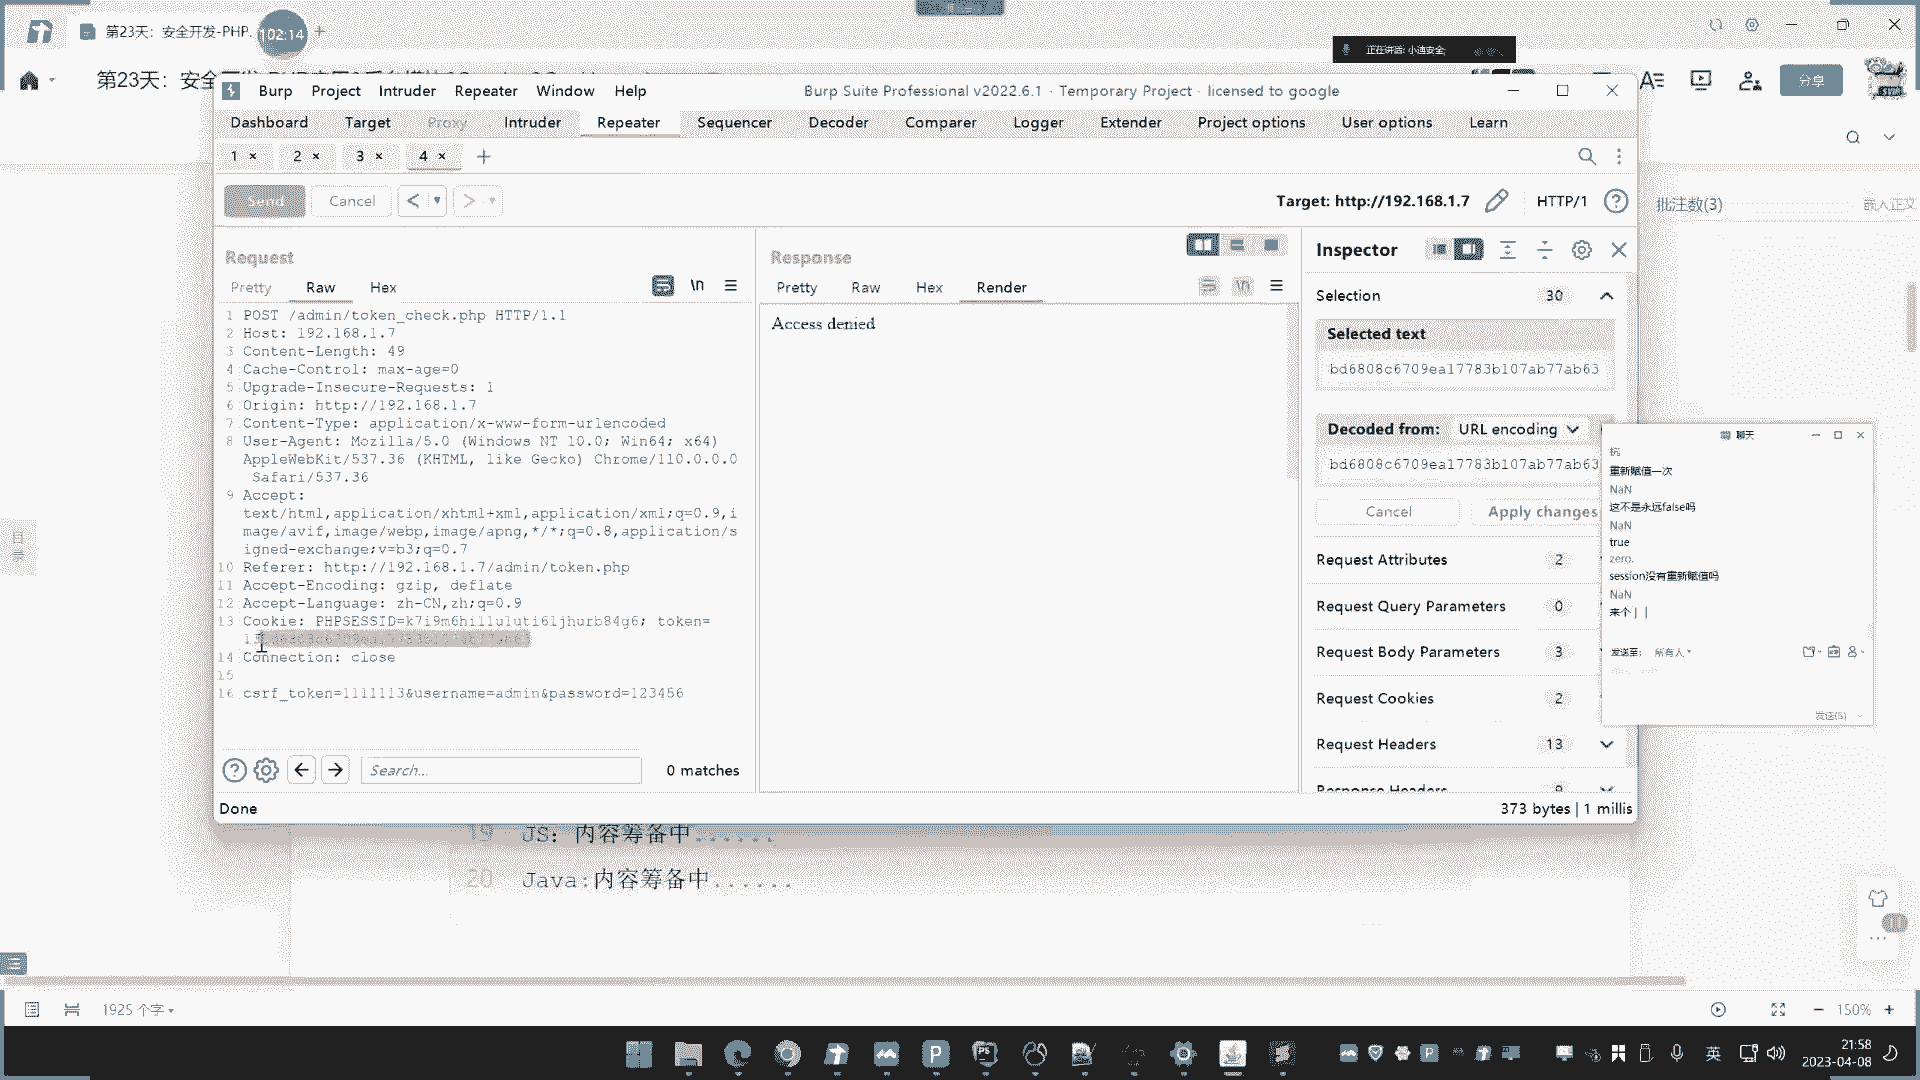 第23天：安全开发-PHP.
102:14
+
正在讲话: 小迪安全;
第23天：安全
分享
Burp Project Intruder Repeater Window Help
Burp Suite Professional v2022.6.1 - Temporary Project - licensed to google
Dashboard Target Proxy Intruder Repeater Sequencer Decoder Comparer Logger Extender Project options User options Learn
1 × 2 × 3 × 4 × +
Send Cancel < >
Target: http://192.168.1.7 HTTP/1
批注数(3)
嵌入正文
Request
Pretty Raw Hex
\n
1 POST /admin/token_check.php HTTP/1.1
2 Host: 192.168.1.7
3 Content-Length: 49
4 Cache-Control: max-age=0
5 Upgrade-Insecure-Requests: 1
6 Origin: http://192.168.1.7
7 Content-Type: application/x-www-form-urlencoded
8 User-Agent: Mozilla/5.0 (Windows NT 10.0; Win64; x64)
AppleWebKit/537.36 (KHTML, like Gecko) Chrome/110.0.0.0
Safari/537.36
9 Accept:
text/html,application/xhtml+xml,application/xml;q=0.9,i
mage/avif,image/webp,image/apng,*/*;q=0.8,application/s
igned-exchange;v=b3;q=0.7
10 Referer: http://192.168.1.7/admin/token.php
11 Accept-Encoding: gzip, deflate
12 Accept-Language: zh-CN,zh;q=0.9
13 Cookie: PHPSESSID=k7i9m6hi1luluti61jhurb84g6; token=
14 Connection: close
15
16 csrf_token=1111113&username=admin&password=123456
Search...
0 matches
Done
Response
Pretty Raw Hex Render
\n
Access denied
Inspector
Selection 30
Selected text
bd6808c6709ea17783b107ab77ab63
Decoded from: URL encoding
bd6808c6709ea17783b107ab77ab63
Cancel Apply changes
Request Attributes 2
Request Query Parameters 0
Request Body Parameters 3
Request Cookies 2
Request Headers 13
Response Headers 9
373 bytes | 1 millis
聊天
重新赋值一次
NaN
这不是永远false吗
NaN
true
zero.
session没有重新赋值吗
NaN
来个 | |
发送至: 所有人
发送(S)
目
录
19 JS: 内容筹备中......
20 Java:内容筹备中......
1925 个字
150%
英
21:58
2023-04-08